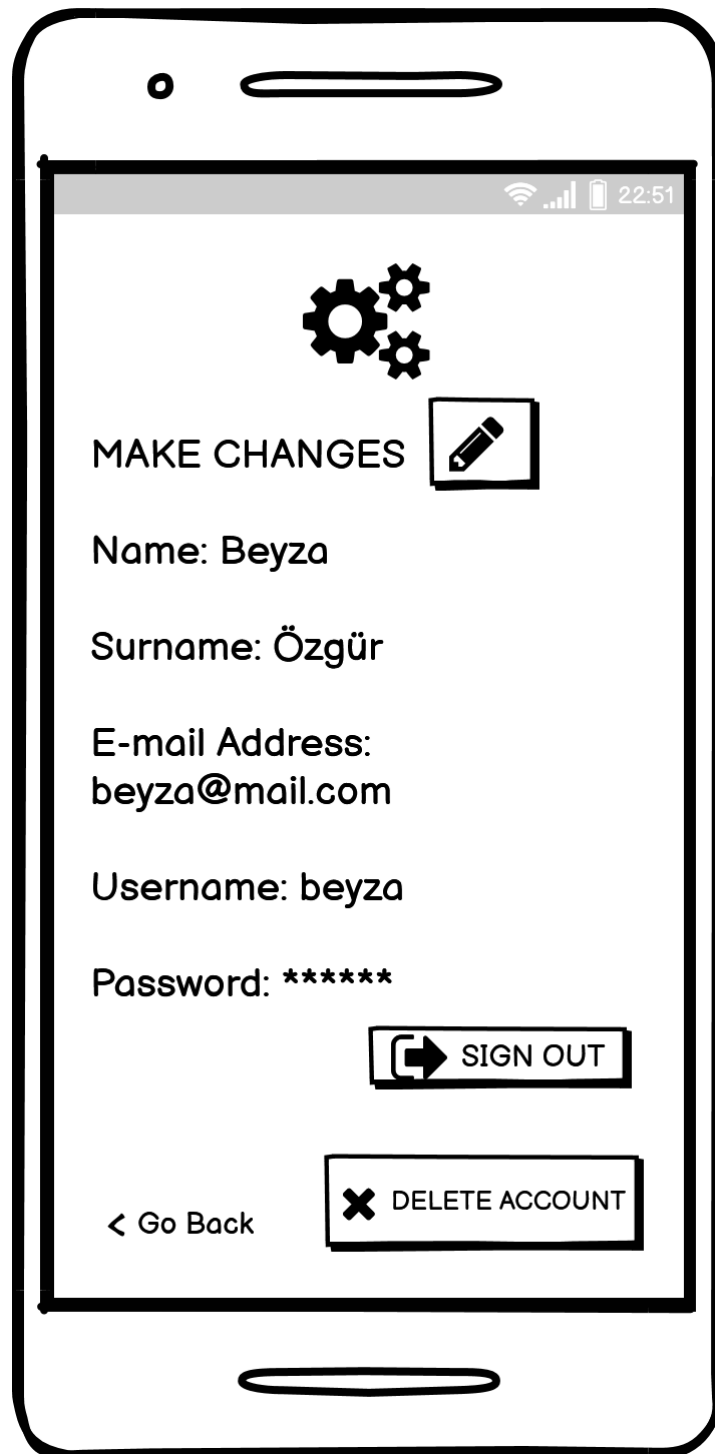 22:51
MAKE CHANGES
Name: Beyza
Surname: Özgür
E-mail Address:
beyza@mail.com
Username: beyza
Password: ******
SIGN OUT
DELETE ACCOUNT
< Go Back